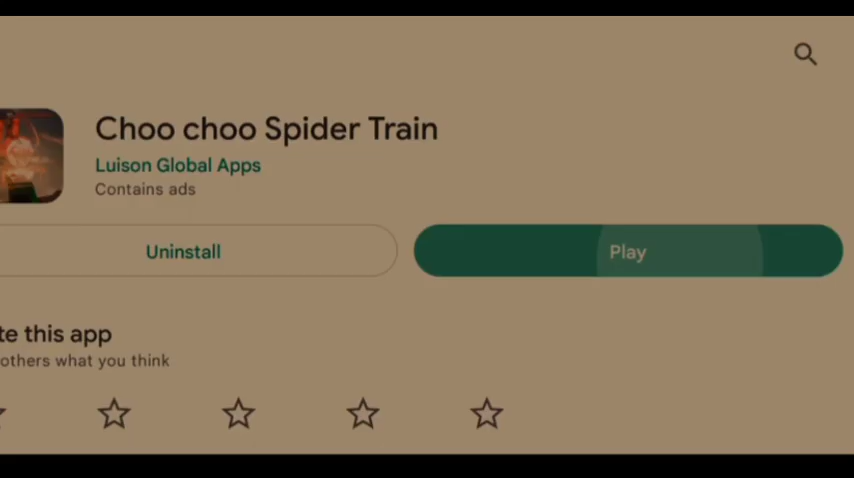 Choo choo Spider Train
Luison Global Apps
Contains ads
Uninstall
Play
te this app
others what you think